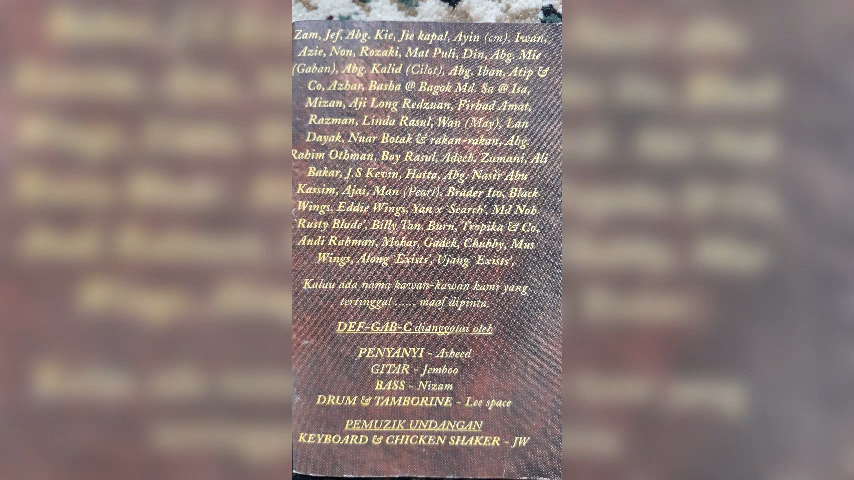 Zam, Jef, Abg. Kie, Jie kapal, Ayin (cm), Iwan,
Azie, Non, Rozaki, Mat Puli, Din, Abg. Mie
(Gaban), Abg. Kalid (Cilot), Abg. Iban, Atip &
Co, Azhar, Basha @ Bagok Md. Sa @ Isa,
Mizan, Aji Long Redzuan, Firhad Amat,
Razman, Linda Rasul, Wan (May), Lan
Dayak, Nuar Botak & rakan-rakan, Abg.
Rahim Othman, Boy Rasul, Adech, Zumani, Ali
Bakar, J.S Kevin, Hatta, Abg. Nasir Abu
Kassim, Ajai, Man (Pearl), Brader Ito, Black
Wings, Eddie Wings, Yan x 'Search', Md Noh
'Rusty Blade', Billy Tan, Burn, Tropika & Co,
Andi Rahman, Mohar, Gadek, Chubby, Mus
Wings, Along 'Exists', Ujang 'Exists'.
Kalau ada nama kawan-kawan kami yang
tertinggal ...... maaf dipinta.
DEF-GAB-C dianggotai oleh
PENYANYI - Asheed
GITAR - Jemboo
BASS - Nizam
DRUM & TAMBORINE - Lee space
PEMUZIK UNDANGAN
KEYBOARD & CHICKEN SHAKER - JW